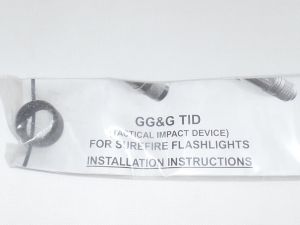 GG&G TID
(TACTICAL IMPACT DEVICE)
FOR SUREFIRE FLASHLIGHTS
INSTALLATION INSTRUCTIONS